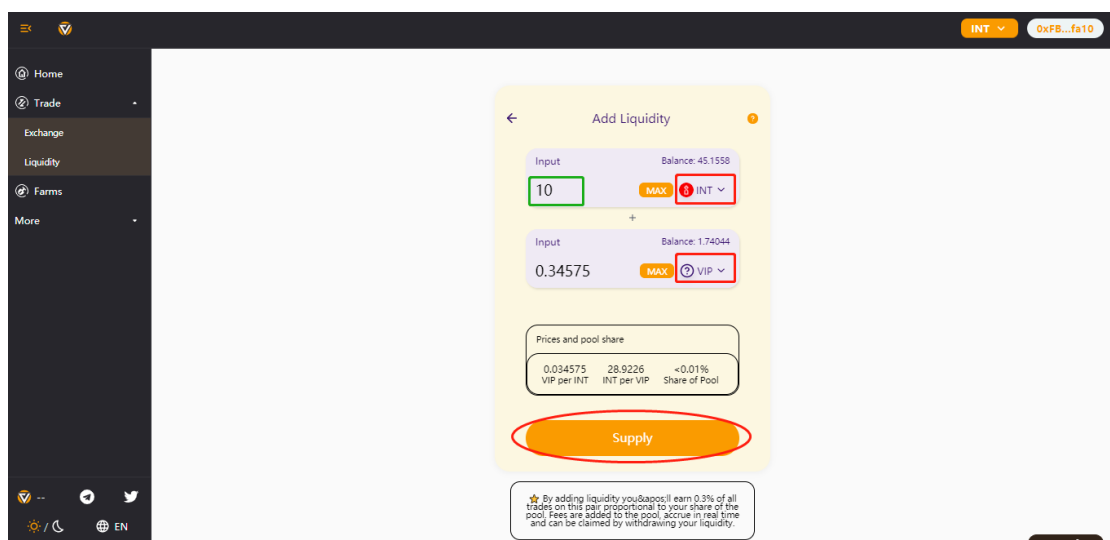 INT
0xFB...fa10
Home
Trade
Exchange
Liquidity
Farms
More
--
/
EN
Add Liquidity
?
Input Balance: 45.1558
10 MAX INT
+
Input Balance: 1.74044
0.34575 MAX ? VIP
Prices and pool share
0.034575 28.9226 <0.01%
VIP per INT INT per VIP Share of Pool
Supply
By adding liquidity you&apos;ll earn 0.3% of all
trades on this pair proportional to your share of the
pool. Fees are added to the pool, accrue in real time
and can be claimed by withdrawing your liquidity.